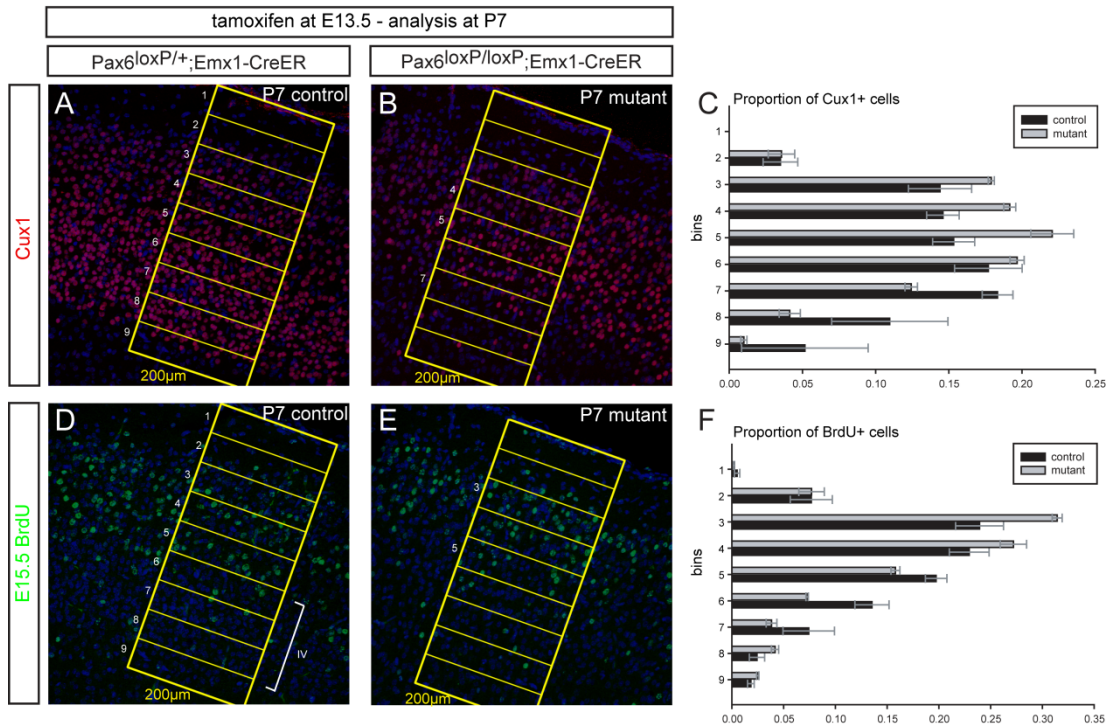 tamoxifen at E13.5 - analysis at P7
Pax6loxP/+;Emx1-CreER
Pax6loxP/loxP;Emx1-CreER
Cux1
A
P7 control
1
2
3
4
5
6
7
8
9
200µm
B
P7 mutant
4
5
7
200µm
C
Proportion of Cux1+ cells
control
mutant
bins
1
2
3
4
5
6
7
8
9
0.00 0.05 0.10 0.15 0.20 0.25
E15.5 BrdU
D
P7 control
1
2
3
4
5
6
7
8
9
IV
200µm
E
P7 mutant
3
5
200µm
F
Proportion of BrdU+ cells
control
mutant
bins
1
2
3
4
5
6
7
8
9
0.00 0.05 0.10 0.15 0.20 0.25 0.30 0.35